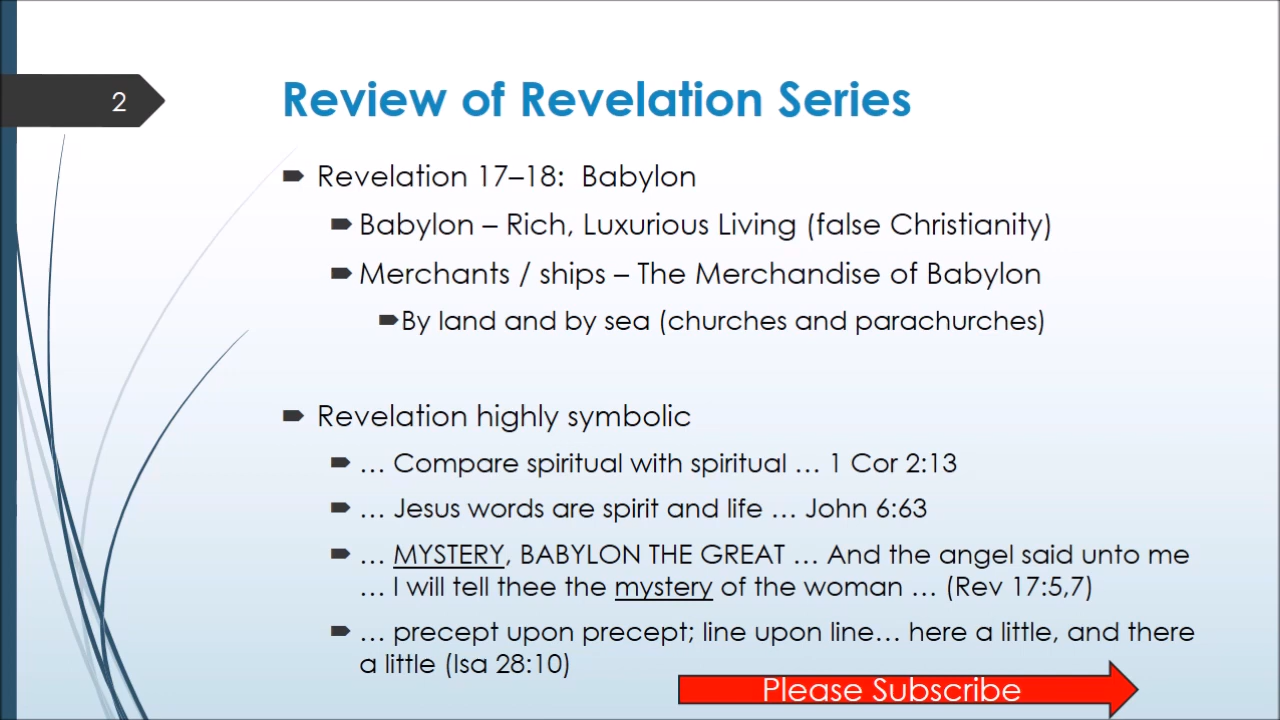 2
Review of Revelation Series
Revelation 17–18:  Babylon
Babylon – Rich, Luxurious Living (false Christianity)
Merchants / ships – The Merchandise of Babylon
By land and by sea (churches and parachurches)
Revelation highly symbolic
… Compare spiritual with spiritual … 1 Cor 2:13
… Jesus words are spirit and life … John 6:63
… MYSTERY, BABYLON THE GREAT … And the angel said unto me
… I will tell thee the mystery of the woman … (Rev 17:5,7)
… precept upon precept; line upon line… here a little, and there
a little (Isa 28:10)
Please Subscribe